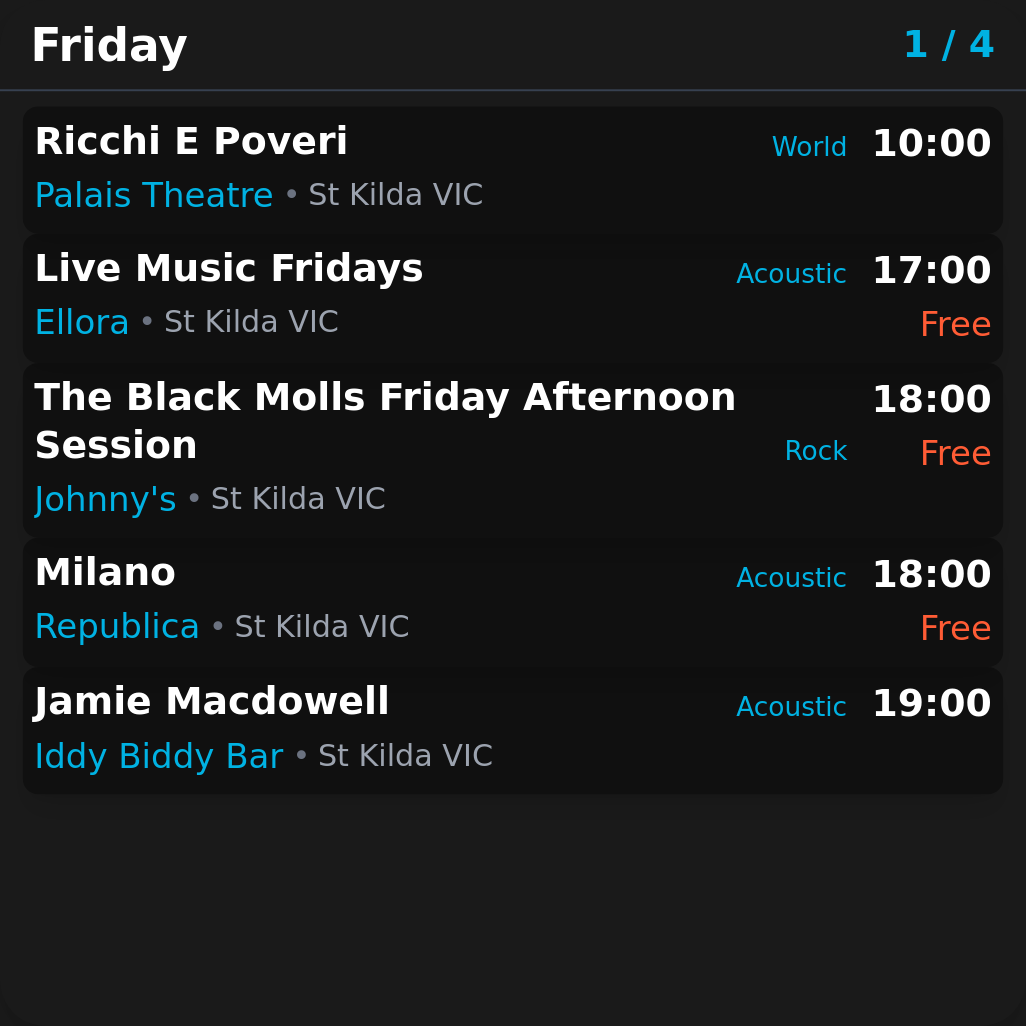 Friday 1 / 4
Ricchi E Poveri World 10:00
Palais Theatre • St Kilda VIC
Live Music Fridays Acoustic 17:00
Ellora • St Kilda VIC Free
The Black Molls Friday Afternoon 18:00
Session Rock Free
Johnny's • St Kilda VIC
Milano Acoustic 18:00
Republica • St Kilda VIC Free
Jamie Macdowell Acoustic 19:00
Iddy Biddy Bar • St Kilda VIC